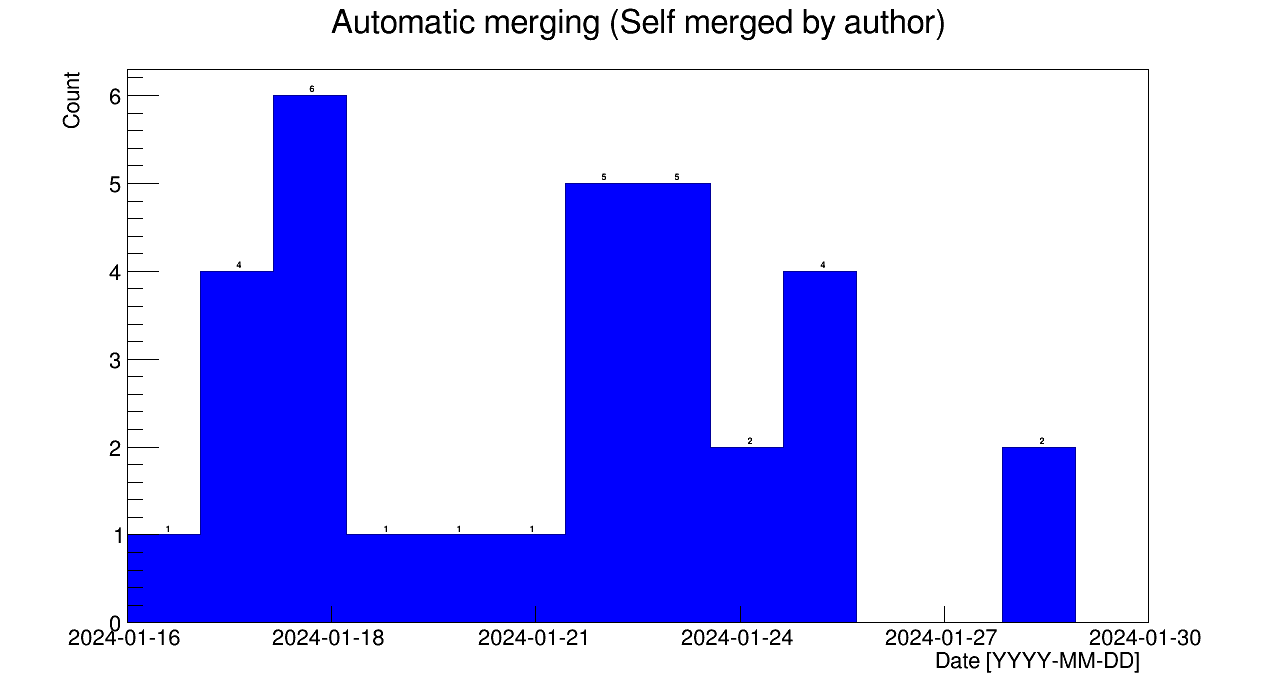 Automatic merging (Self merged by author)
Count
6
6
5
5 5
4
4 4
3
2
2 2
1
1 1 1 1
0
2024-01-16 2024-01-18 2024-01-21 2024-01-24 2024-01-27 2024-01-30
Date [YYYY-MM-DD]